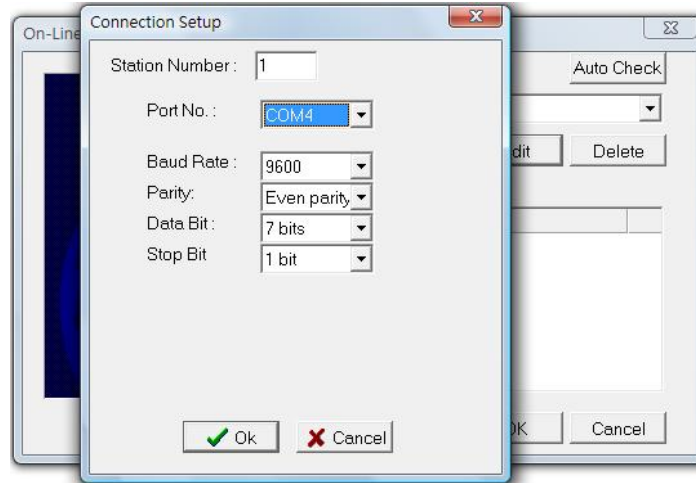 Connection Setup
On-Line
Station Number : 1
Auto Check
Port No. : COM4
Baud Rate : 9600
dit
Delete
Parity: Even parity
Data Bit : 7 bits
Stop Bit 1 bit
Ok
Cancel
OK
Cancel